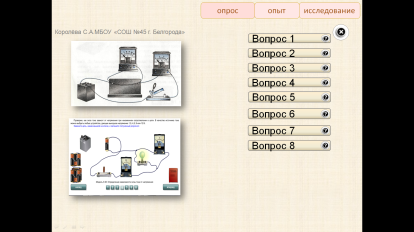 опрос
опыт
исследование
Королёва С.А.МБОУ «СОШ №45 г. Белгорода»
Вопрос 1
Вопрос 2
Вопрос 3
Вопрос 4
Вопрос 5
Вопрос 6
Вопрос 7
Вопрос 8